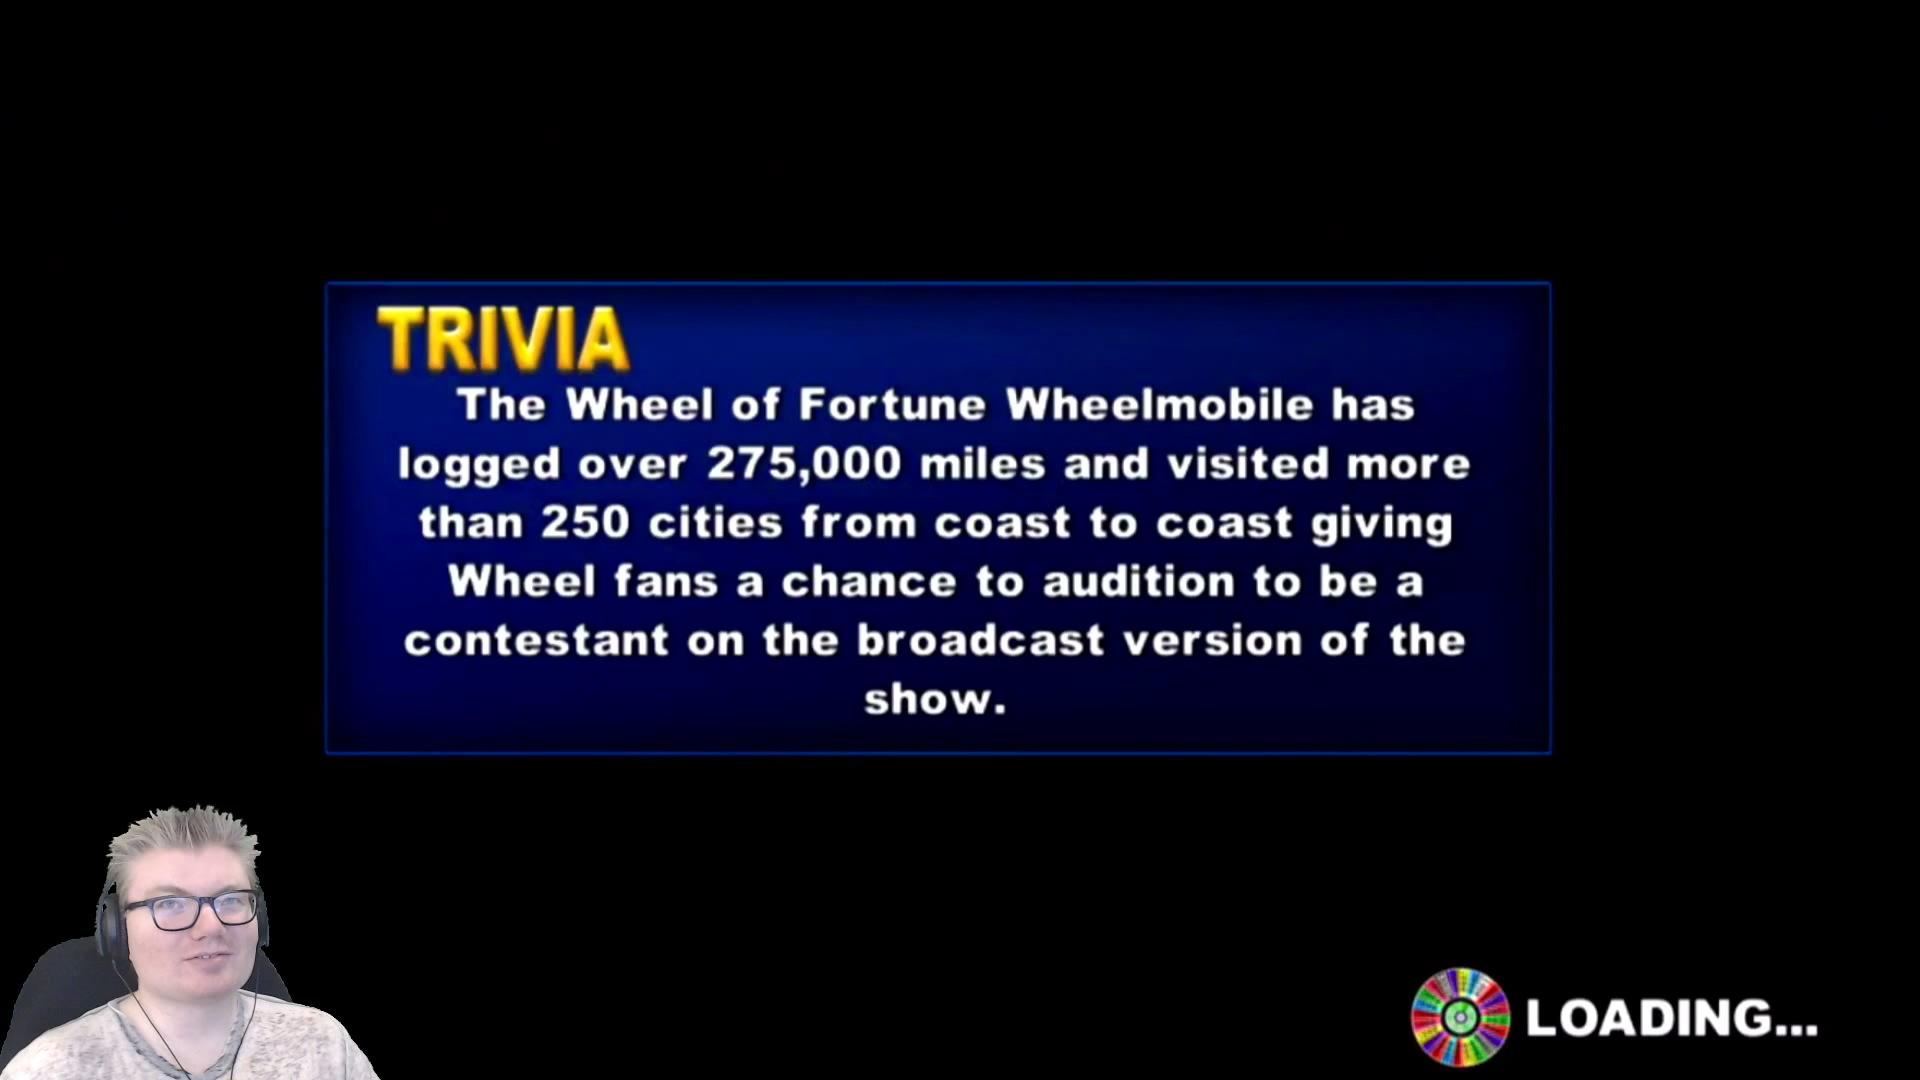 TRIVIA
The Wheel of Fortune Wheelmobile has
logged over 275,000 miles and visited more
than 250 cities from coast to coast giving
Wheel fans a chance to audition to be a
contestant on the broadcast version of the
show.
LOADING...